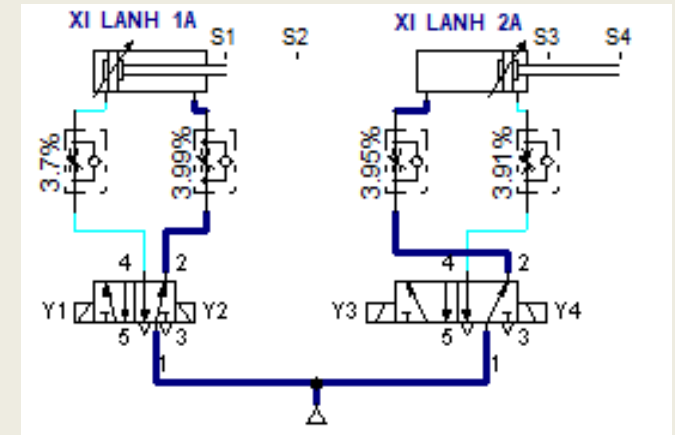 XI LANH 1A
S1
S2
XI LANH 2A
S3
S4
3.7%
3.99%
3.95%
3.91%
4
2
Y1
Y2
5
3
1
4
2
Y3
Y4
5
3
1